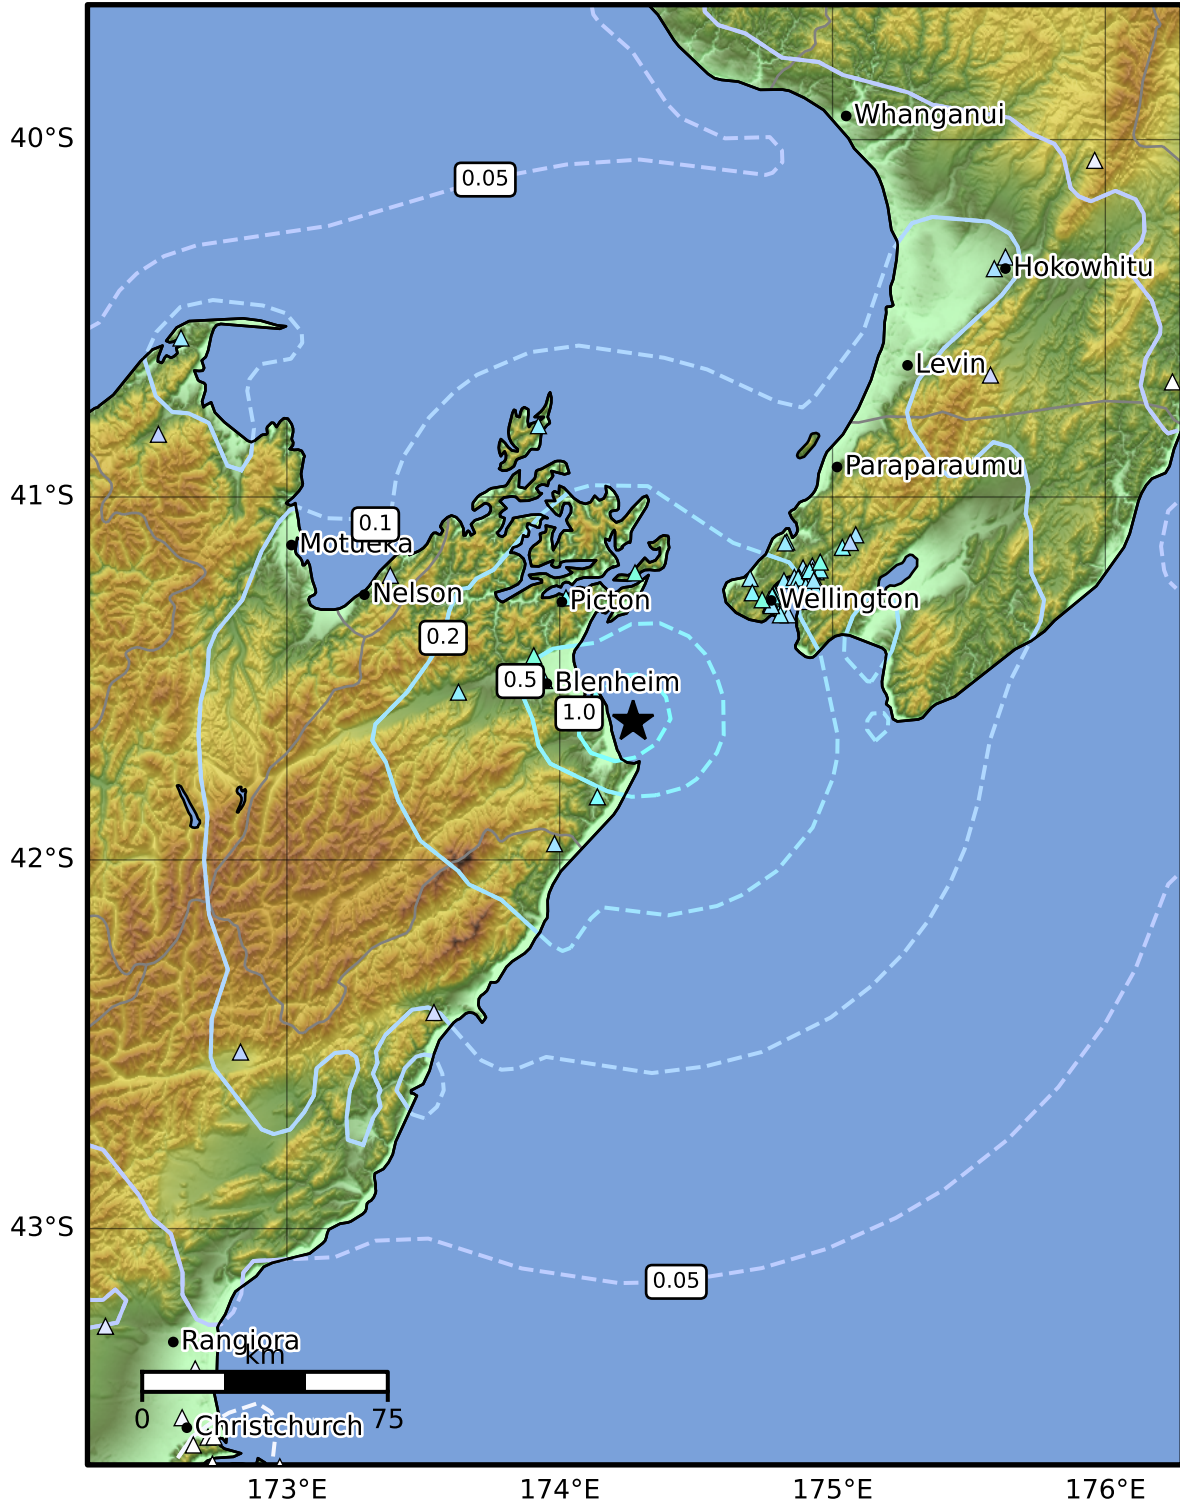 40°S
Whanganui
0.05
Hokowhitu
Levin
Paraparaumu
41°S
0.1
Motueka
Nelson
Picton
Wellington
0.2
0.5
Blenheim
1.0
42°S
43°S
0.05
Rangiora
km
0
75
Christchurch
173°E
174°E
175°E
176°E